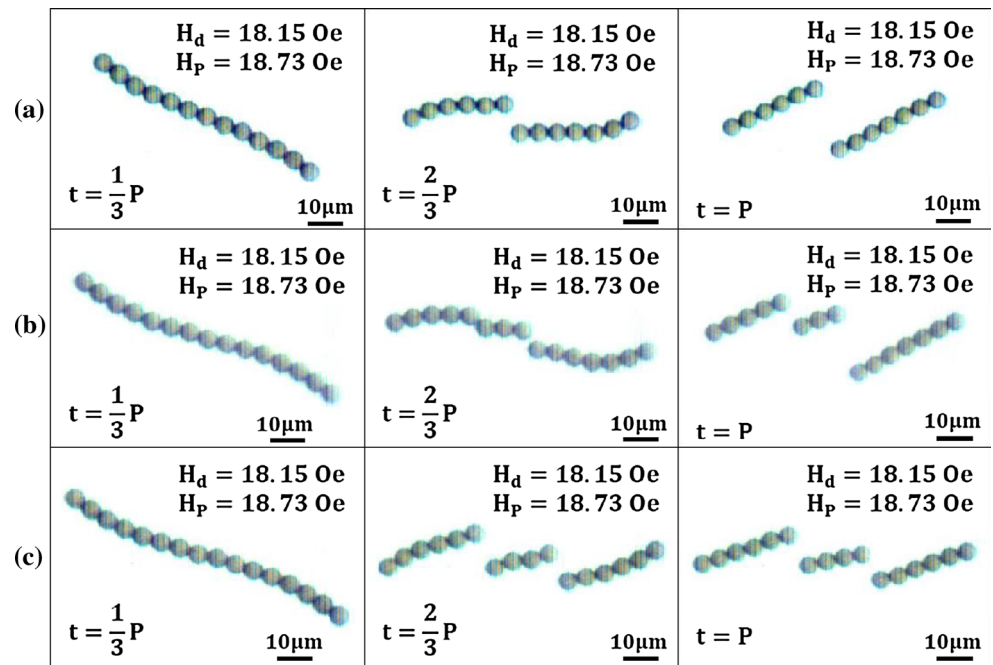 (a)
H_d = 18.15 Oe
H_P = 18.73 Oe
t = 1/3 P
10μm
H_d = 18.15 Oe
H_P = 18.73 Oe
t = 2/3 P
10μm
H_d = 18.15 Oe
H_P = 18.73 Oe
t = P
10μm
(b)
H_d = 18.15 Oe
H_P = 18.73 Oe
t = 1/3 P
10μm
H_d = 18.15 Oe
H_P = 18.73 Oe
t = 2/3 P
10μm
H_d = 18.15 Oe
H_P = 18.73 Oe
t = P
10μm
(c)
H_d = 18.15 Oe
H_P = 18.73 Oe
t = 1/3 P
10μm
H_d = 18.15 Oe
H_P = 18.73 Oe
t = 2/3 P
10μm
H_d = 18.15 Oe
H_P = 18.73 Oe
t = P
10μm